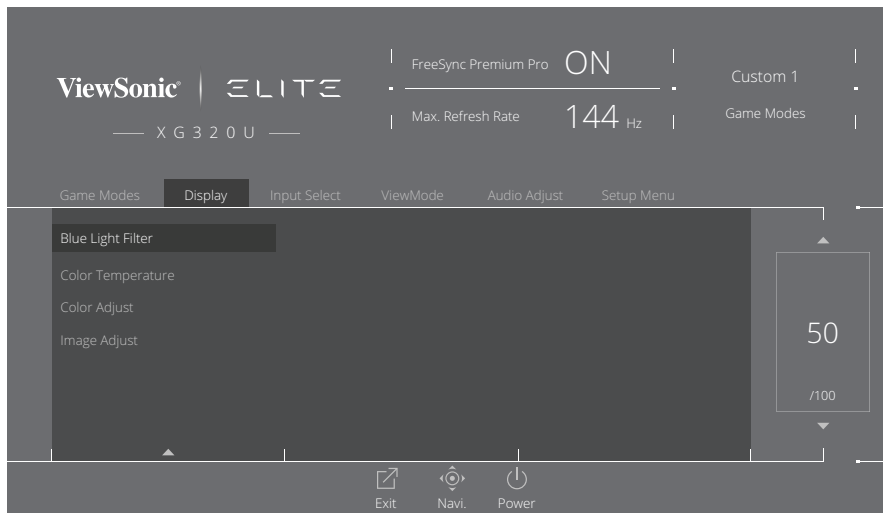 ViewSonic® ELITE
XG320U
FreeSync Premium Pro ON
Max. Refresh Rate 144 Hz
Custom 1
Game Modes
Game Modes Display Input Select ViewMode Audio Adjust Setup Menu
Blue Light Filter
Color Temperature
Color Adjust
Image Adjust
50
/100
Exit Navi. Power